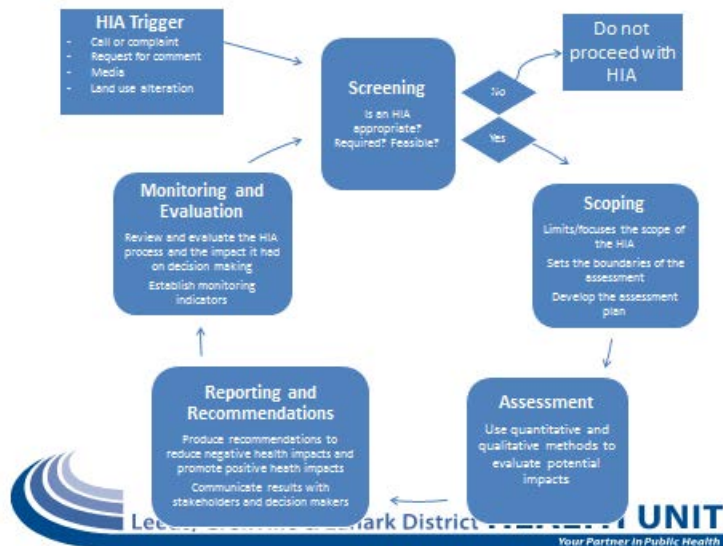 HIA Trigger
- Call or complaint
- Request for comment
- Media
- Land use alteration
Screening
Is an HIA
appropriate?
Required? Feasible?
No
Yes
Do not
proceed with
HIA
Scoping
Limits/focuses the scope of
the HIA
Sets the boundaries of the
assessment
Develop the assessment
plan
Assessment
Use quantitative and
qualitative methods to
evaluate potential
impacts
Reporting and
Recommendations
Produce recommendations to
reduce negative health impacts and
promote positive heath impacts
Communicate results with
stakeholders and decision makers
Monitoring and
Evaluation
Review and evaluate the HIA
process and the impact it had
on decision making
Establish monitoring
indicators
Lanark District HEALTH UNIT
Your Partner in Public Health